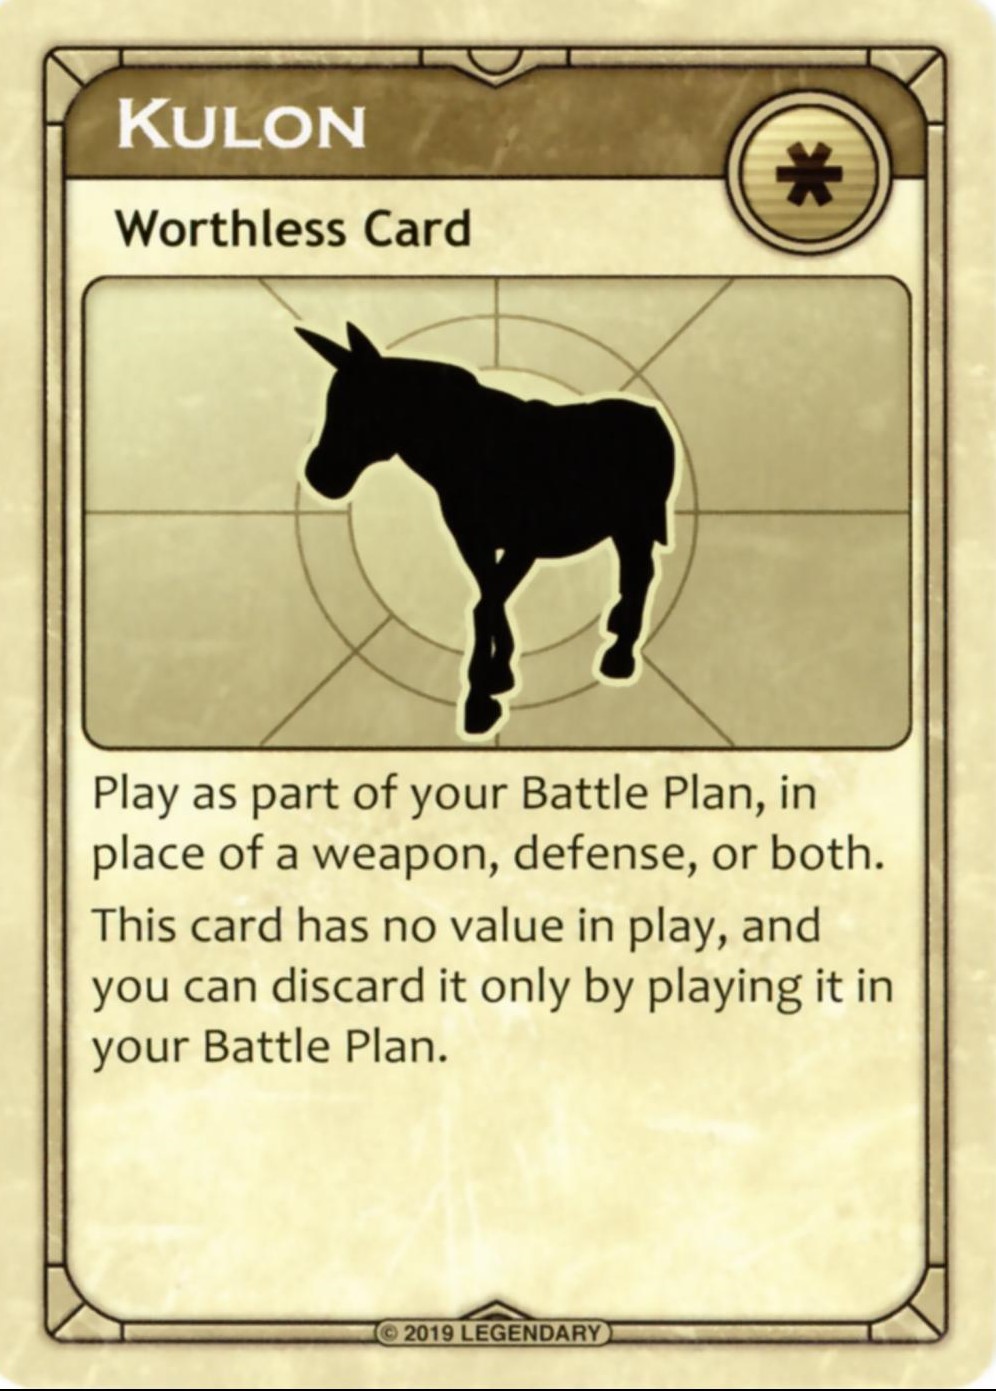 KULON
Worthless Card
Play as part of your Battle Plan, in
place of a weapon, defense, or both.
This card has no value in play, and
you can discard it only by playing it in
your Battle Plan.
© 2019 LEGENDARY